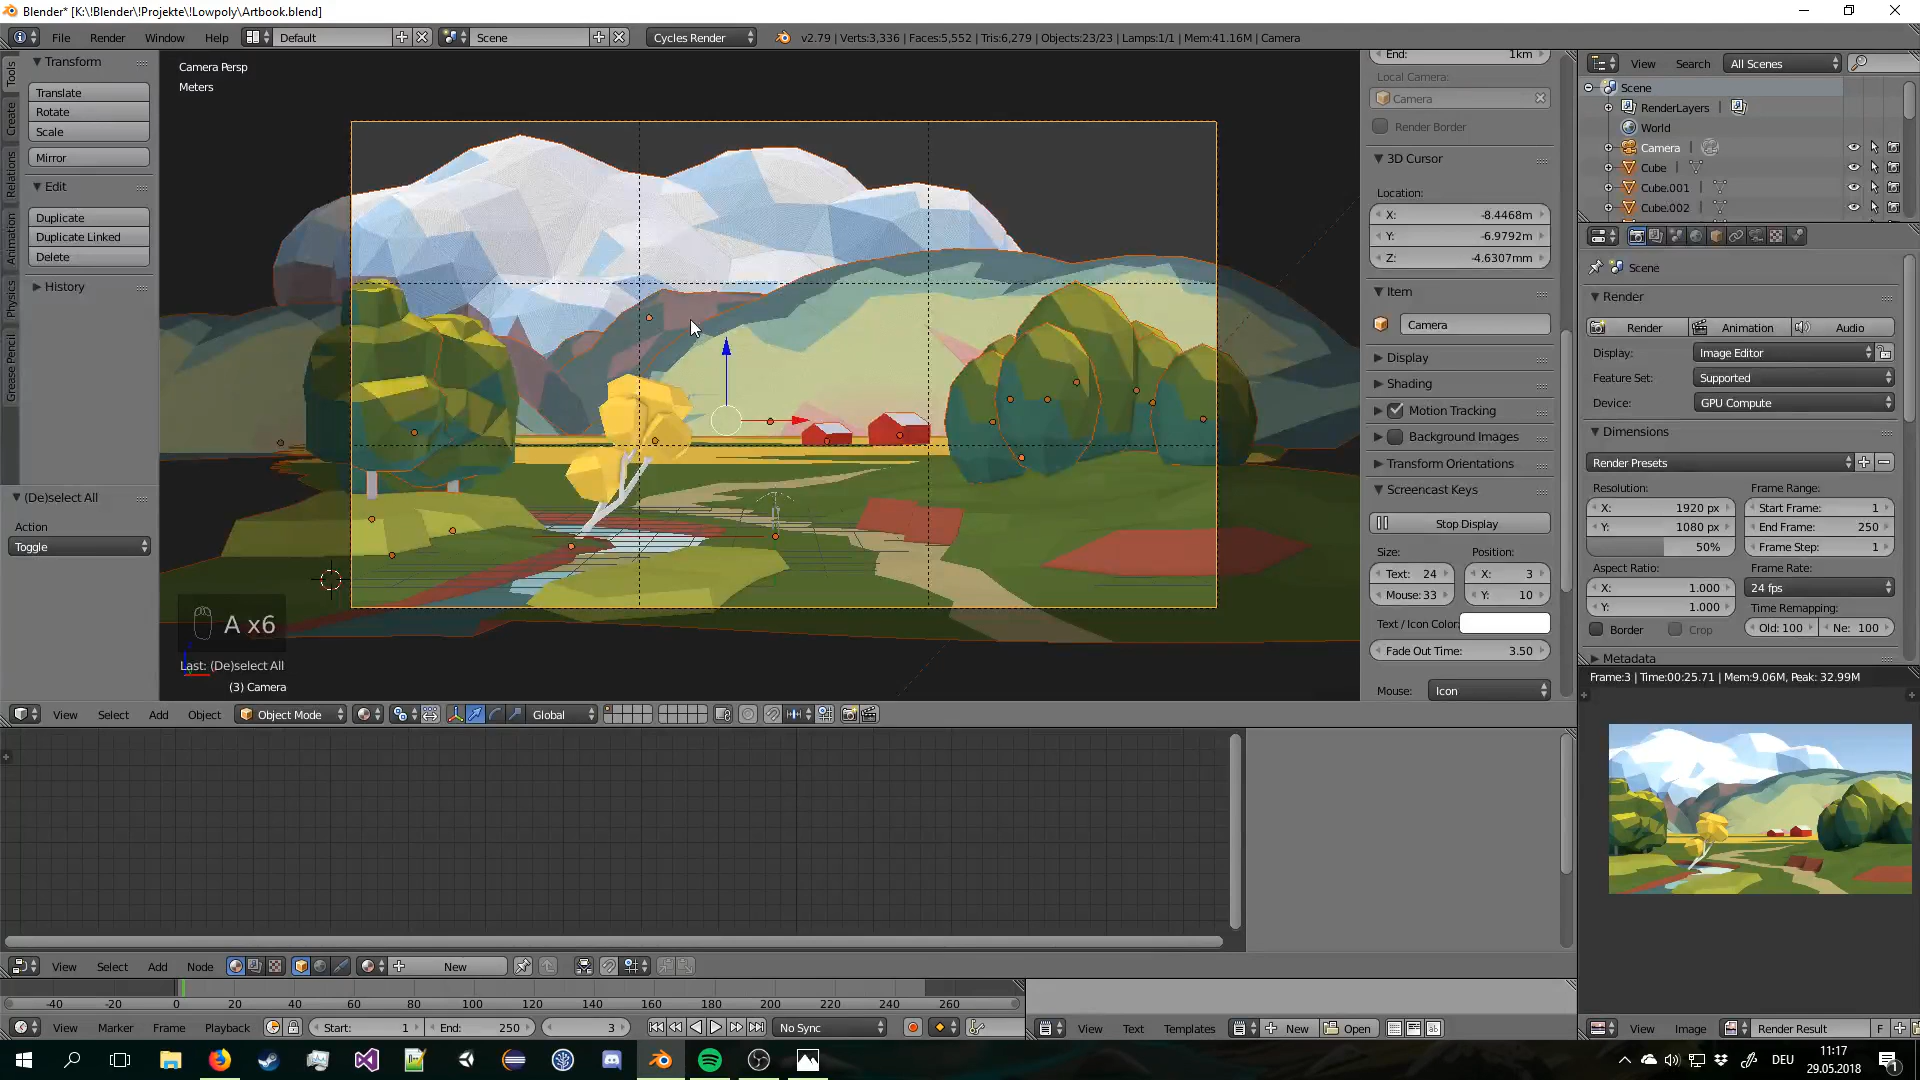 Blender* [K:\!Blender\!Projekte\!Lowpoly\Artbook.blend]
File Render Window Help Default Scene Cycles Render v2.79 | Verts:3,336 | Faces:5,552 | Tris:6,279 | Objects:23/23 | Lamps:1/1 | Mem:41.16M | Camera
Tools
Create
Relations
Animation
Physics
Grease Pencil
Transform
Translate
Rotate
Scale
Mirror
Edit
Duplicate
Duplicate Linked
Delete
History
(De)select All
Action
Toggle
Camera Persp
Meters
A x6
Last: (De)select All
(3) Camera
End: 1km
Local Camera:
Camera
Render Border
3D Cursor
Location:
X: -8.4468m
Y: -6.9792m
Z: -4.6307mm
Item
Camera
Display
Shading
Motion Tracking
Background Images
Transform Orientations
Screencast Keys
Stop Display
Size: Position:
Text: 24 X: 3
Mouse: 33 Y: 10
Text / Icon Color:
Fade Out Time: 3.50
Mouse: Icon
View Search All Scenes
Scene
RenderLayers
World
Camera
Cube
Cube.001
Cube.002
Scene
Render
Render Animation Audio
Display: Image Editor
Feature Set: Supported
Device: GPU Compute
Dimensions
Render Presets
Resolution: Frame Range:
X: 1920 px Start Frame: 1
Y: 1080 px End Frame: 250
50% Frame Step: 1
Aspect Ratio: Frame Rate:
X: 1.000 24 fps
Y: 1.000 Time Remapping:
Border Crop Old: 100 Ne: 100
Metadata
Frame:3 | Time:00:25.71 | Mem:9.06M, Peak: 32.99M
View Select Add Object Object Mode Global
View Select Add Node New
-40 -20 0 20 40 60 80 100 120 140 160 180 200 220 240 260
View Marker Frame Playback Start: 1 End: 250 3 No Sync
View Text Templates New Open
View Image Render Result F
DEU
11:17
29.05.2018